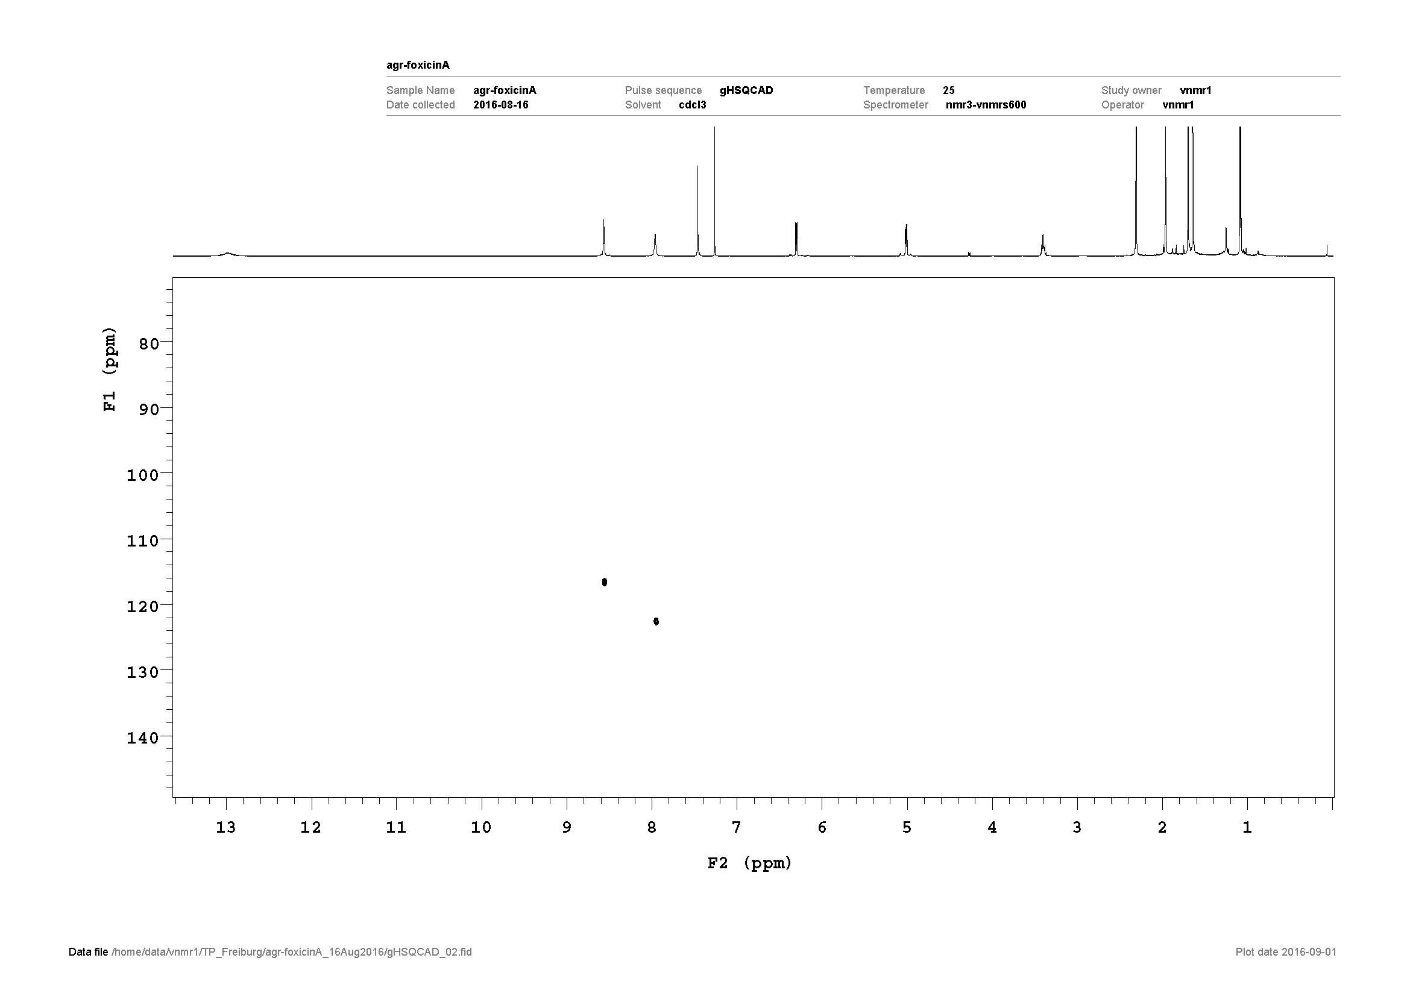 agr-foxicinA
Sample Name agr-foxicinA Pulse sequence gHSQCAD Temperature 25 Study owner vnmr1
Date collected 2016-08-16 Solvent cdcl3 Spectrometer nmr3-vnmrs600 Operator vnmr1
F1 (ppm)
80
90
100
110
120
130
140
13 12 11 10 9 8 7 6 5 4 3 2 1
F2 (ppm)
Data file /home/data/vnmr1/TP_Freiburg/agr-foxicinA_16Aug2016/gHSQCAD_02.fid Plot date 2016-09-01